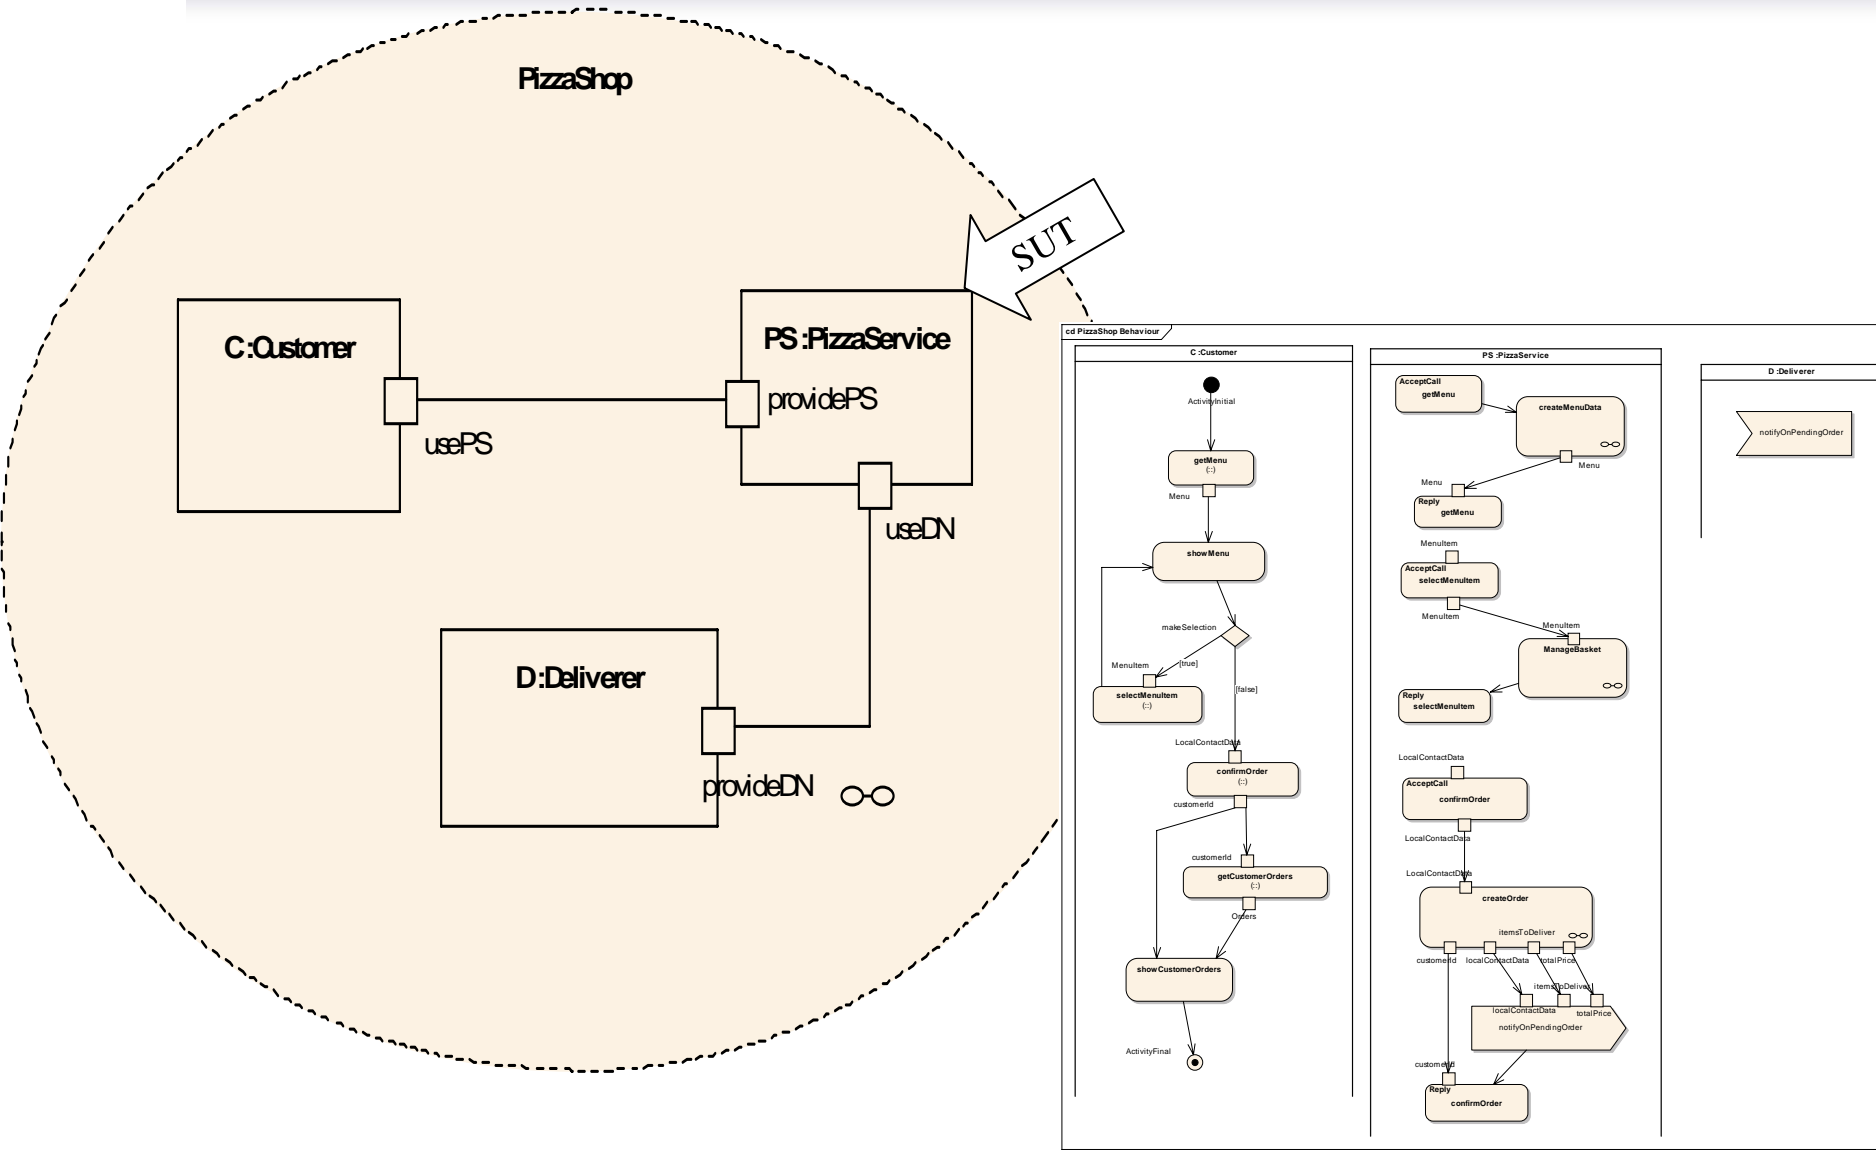 PizzaShop
SUT
C:Customer
PS:PizzaService
providePS
usePS
useDN
D:Deliverer
provideDN
cd PizzaShop Behaviour
C :Customer
ActivityInitial
getMenu
(::)
Menu
showMenu
makeSelection
[true]
MenuItem
selectMenuItem
(::)
[false]
LocalContactData
confirmOrder
(::)
customerId
customerId
getCustomerOrders
(::)
Orders
showCustomerOrders
ActivityFinal
PS :PizzaService
AcceptCall
getMenu
createMenuData
Menu
Menu
Reply
getMenu
MenuItem
AcceptCall
selectMenuItem
MenuItem
MenuItem
ManageBasket
Reply
selectMenuItem
LocalContactData
AcceptCall
confirmOrder
LocalContactData
LocalContactData
createOrder
itemsToDeliver
customerId
localContactData
totalPrice
itemsToDeliver
localContactData
totalPrice
notifyOnPendingOrder
customerId
Reply
confirmOrder
D :Deliverer
notifyOnPendingOrder